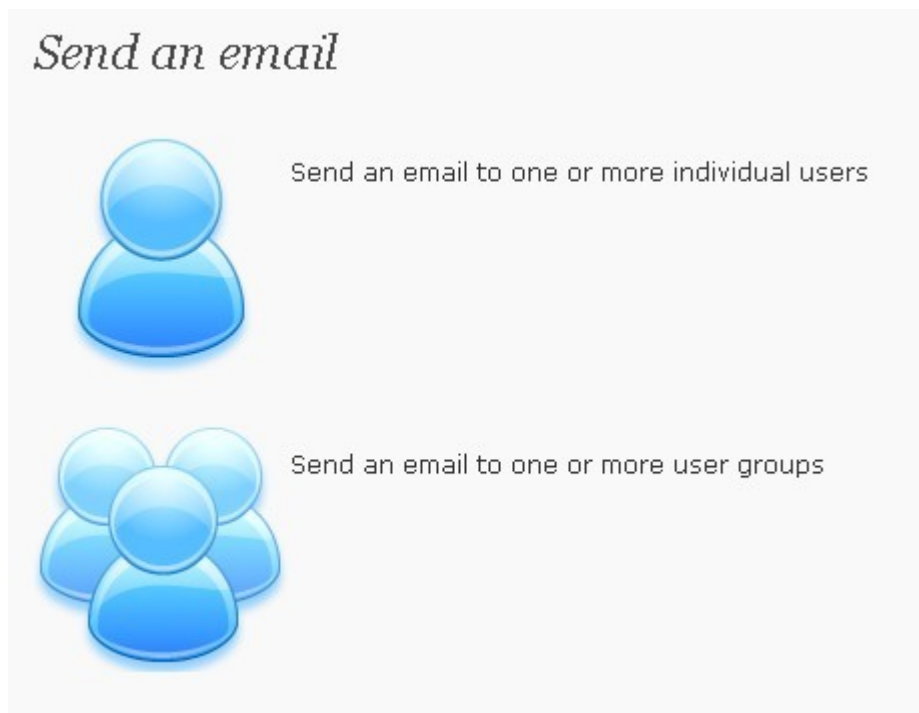 Send an email
Send an email to one or more individual users
Send an email to one or more user groups